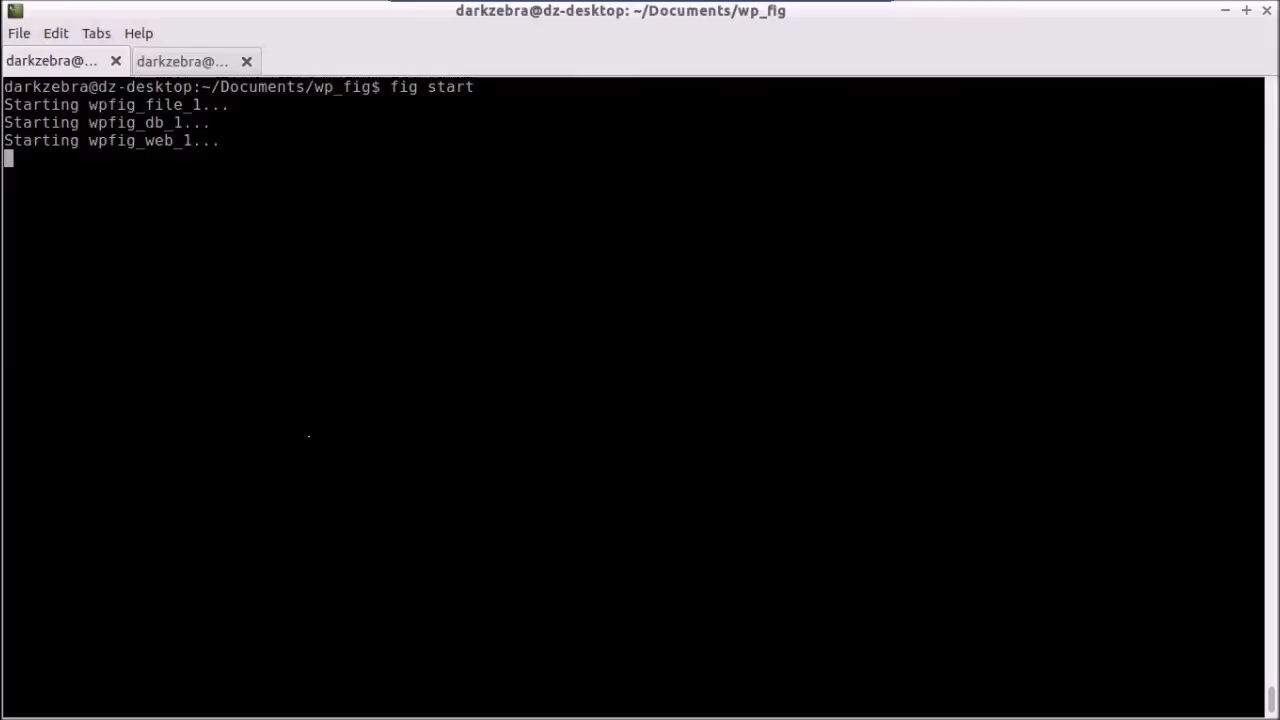 darkzebra@dz-desktop: ~/Documents/wp_fig
File Edit Tabs Help
darkzebra@... darkzebra@...
darkzebra@dz-desktop:~/Documents/wp_fig$ fig start
Starting wpfig_file_1...
Starting wpfig_db_1...
Starting wpfig_web_1...